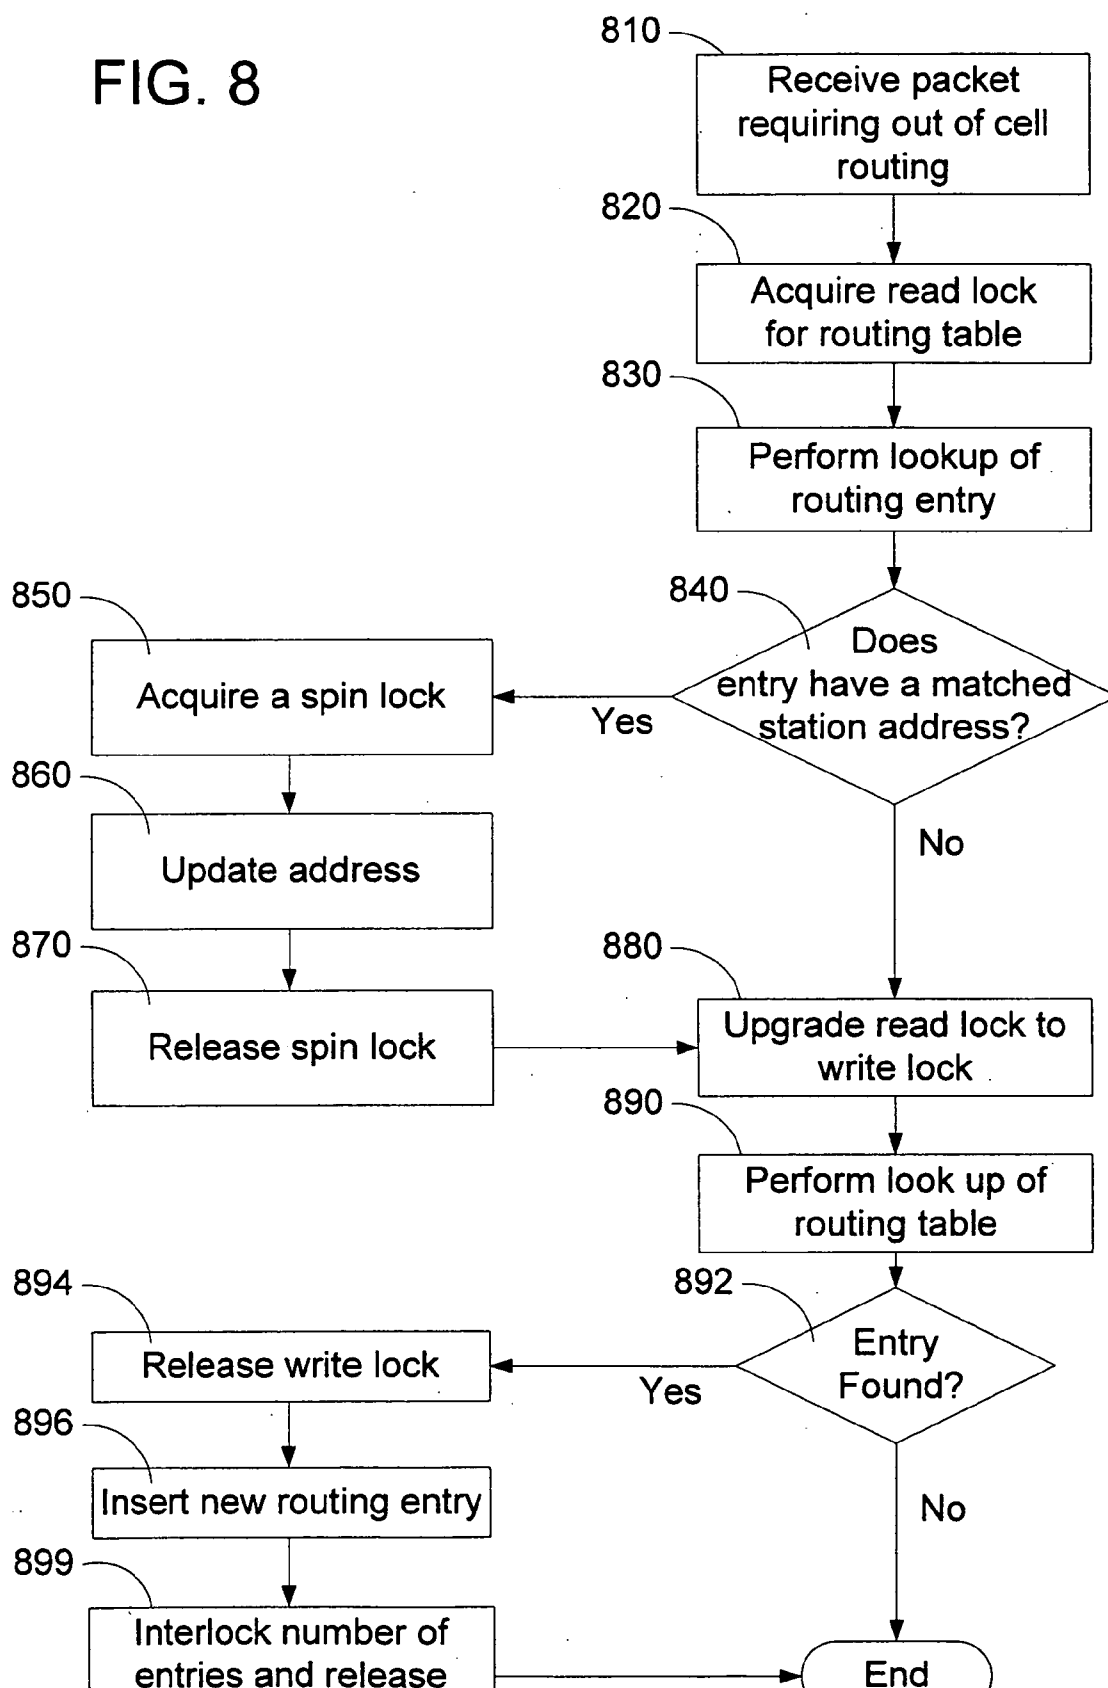 FIG. 8
810
Receive packet
requiring out of cell
routing
820
Acquire read lock
for routing table
830
Perform lookup of
routing entry
840
Does
entry have a matched
station address?
Yes
No
850
Acquire a spin lock
860
Update address
870
Release spin lock
880
Upgrade read lock to
write lock
890
Perform look up of
routing table
892
Entry
Found?
Yes
No
894
Release write lock
896
Insert new routing entry
899
Interlock number of
entries and release
End